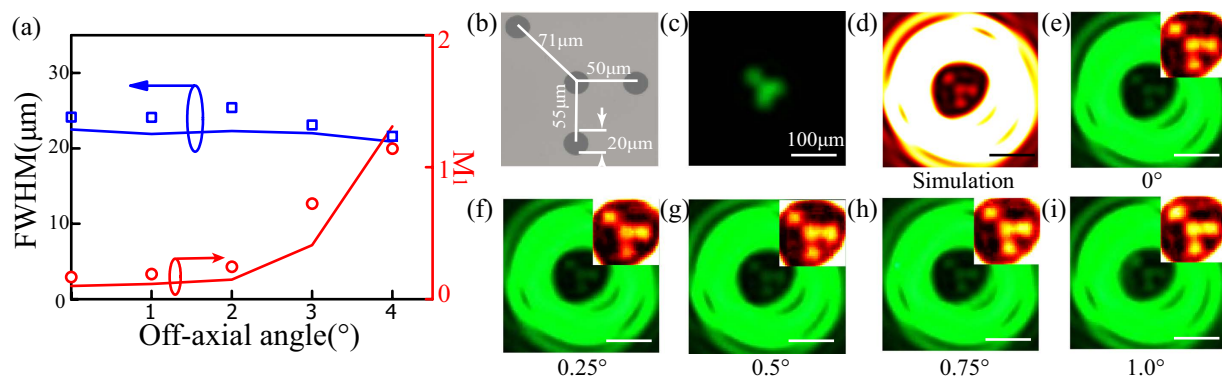 (a)
FWHM(μm)
30
20
10
0
1
2
3
4
Off-axial angle(°)
2
1
0
M₁
(b)
71μm
50μm
55μm
20μm
(c)
100μm
(d)
Simulation
(e)
0°
(f)
0.25°
(g)
0.5°
(h)
0.75°
(i)
1.0°